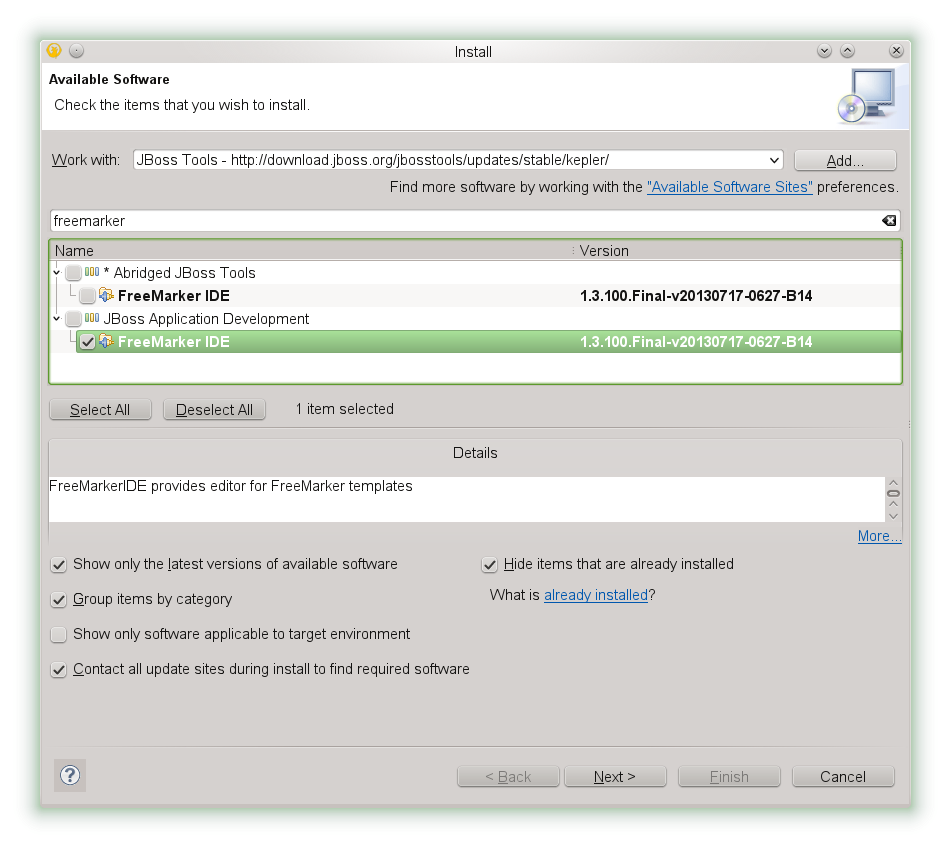 Install
Available Software
Check the items that you wish to install.
Work with: JBoss Tools - http://download.jboss.org/jbosstools/updates/stable/kepler/ Add...
Find more software by working with the "Available Software Sites" preferences.
freemarker
Name Version
* Abridged JBoss Tools
FreeMarker IDE 1.3.100.Final-v20130717-0627-B14
JBoss Application Development
FreeMarker IDE 1.3.100.Final-v20130717-0627-B14
Select All Deselect All 1 item selected
Details
FreeMarkerIDE provides editor for FreeMarker templates
More...
Show only the latest versions of available software Hide items that are already installed
Group items by category What is already installed?
Show only software applicable to target environment
Contact all update sites during install to find required software
? < Back Next > Finish Cancel